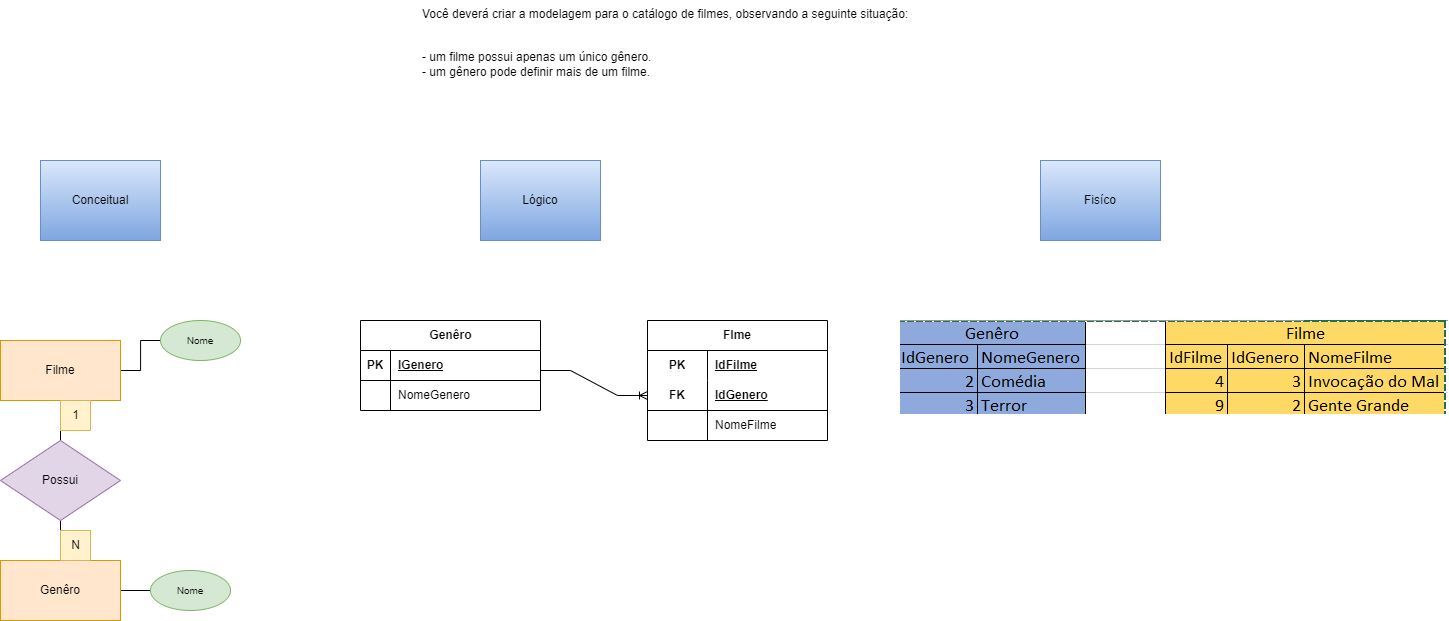 Você deverá criar a modelagem para o catálogo de filmes, observando a seguinte situação:
- um filme possui apenas um único gênero.
- um gênero pode definir mais de um filme.
Conceitual
Lógico
Fisíco
Filme
Nome
1
Possui
N
Genêro
Nome
Genêro
PK IGenero
NomeGenero
Flme
PK IdFilme
FK IdGenero
NomeFilme
Genêro
IdGenero NomeGenero
2 Comédia
3 Terror
Filme
IdFilme IdGenero NomeFilme
4 3 Invocação do Mal
9 2 Gente Grande